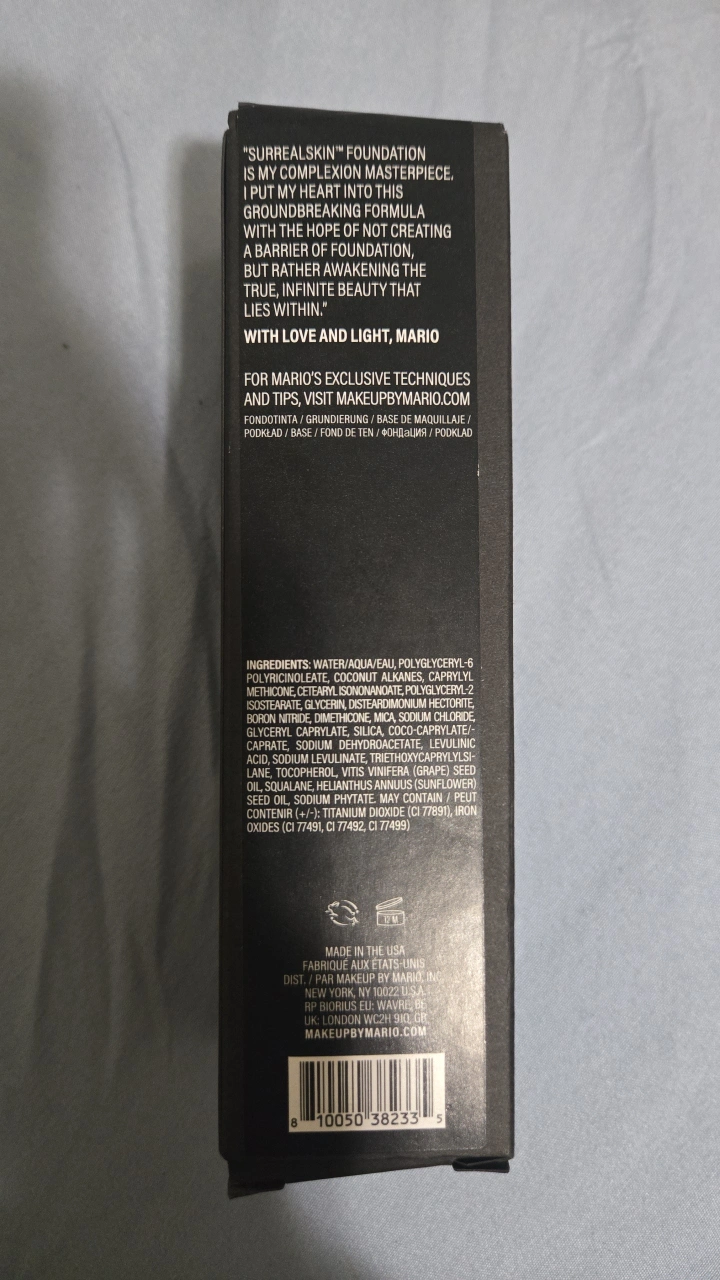 "SURREALSKIN™ FOUNDATION
IS MY COMPLEXION MASTERPIECE.
I PUT MY HEART INTO THIS
GROUNDBREAKING FORMULA
WITH THE HOPE OF NOT CREATING
A BARRIER OF FOUNDATION,
BUT RATHER AWAKENING THE
TRUE, INFINITE BEAUTY THAT
LIES WITHIN."
WITH LOVE AND LIGHT, MARIO
FOR MARIO'S EXCLUSIVE TECHNIQUES
AND TIPS, VISIT MAKEUPBYMARIO.COM
FONDOTINTA / GRUNDIERUNG / BASE DE MAQUILLAJE /
PODKŁAD / BASE / FOND DE TEN / ФОНДаЦИЯ / PODKLAD
INGREDIENTS: WATER/AQUA/EAU, POLYGLYCERYL-6
POLYRICINOLEATE, COCONUT ALKANES, CAPRYLYL
METHICONE, CETEARYL ISONONANOATE, POLYGLYCERYL-2
ISOSTEARATE, GLYCERIN, DISTEARDIMONIUM HECTORITE,
BORON NITRIDE, DIMETHICONE, MICA, SODIUM CHLORIDE,
GLYCERYL CAPRYLATE, SILICA, COCO-CAPRYLATE/-
CAPRATE, SODIUM DEHYDROACETATE, LEVULINIC
ACID, SODIUM LEVULINATE, TRIETHOXYCAPRYLYLSI-
LANE, TOCOPHEROL, VITIS VINIFERA (GRAPE) SEED
OIL, SQUALANE, HELIANTHUS ANNUUS (SUNFLOWER)
SEED OIL, SODIUM PHYTATE. MAY CONTAIN / PEUT
CONTENIR (+/-): TITANIUM DIOXIDE (CI 77891), IRON
OXIDES (CI 77491, CI 77492, CI 77499)
12 M
MADE IN THE USA
FABRIQUÉ AUX ÉTATS-UNIS
DIST. / PAR MAKEUP BY MARIO, INC.
NEW YORK, NY 10022 U.S.A.
RP BIORIUS EU: WAVRE, BE
UK: LONDON WC2H 9JQ, GB
MAKEUPBYMARIO.COM
8 10050 38233 5